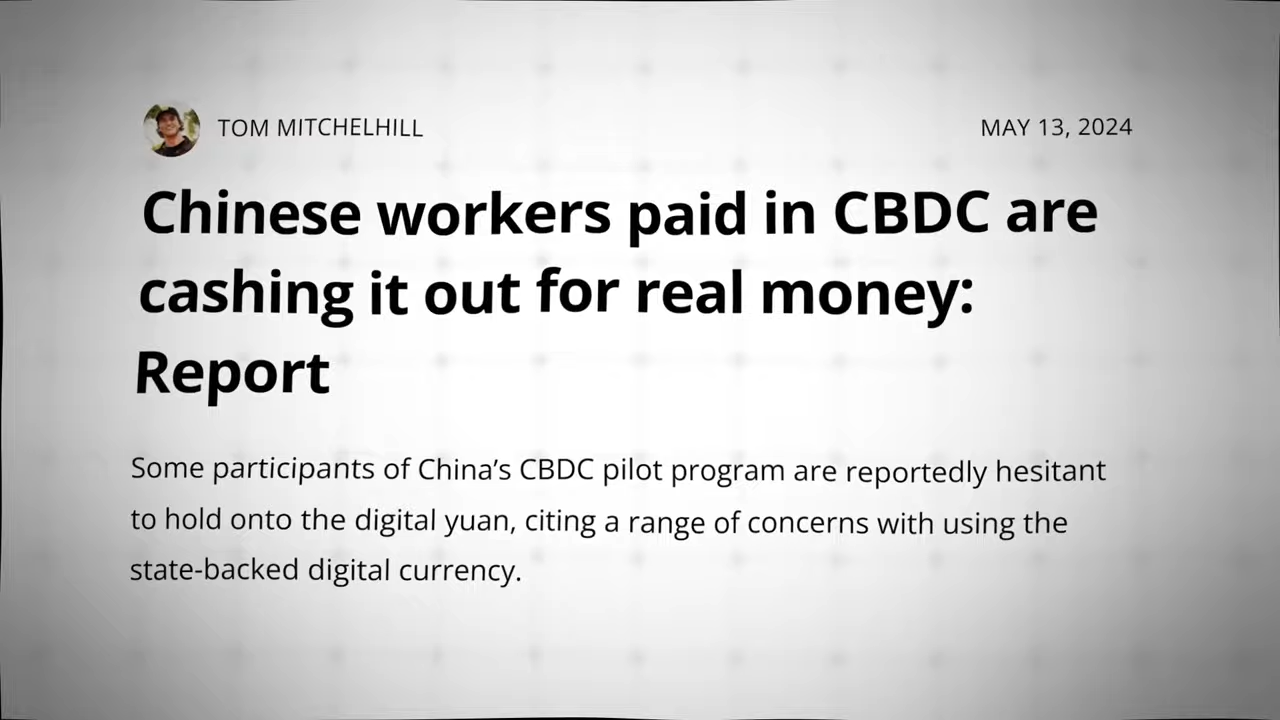 TOM MITCHELHILL
MAY 13, 2024
Chinese workers paid in CBDC are
cashing it out for real money:
Report
Some participants of China’s CBDC pilot program are reportedly hesitant
to hold onto the digital yuan, citing a range of concerns with using the
state-backed digital currency.